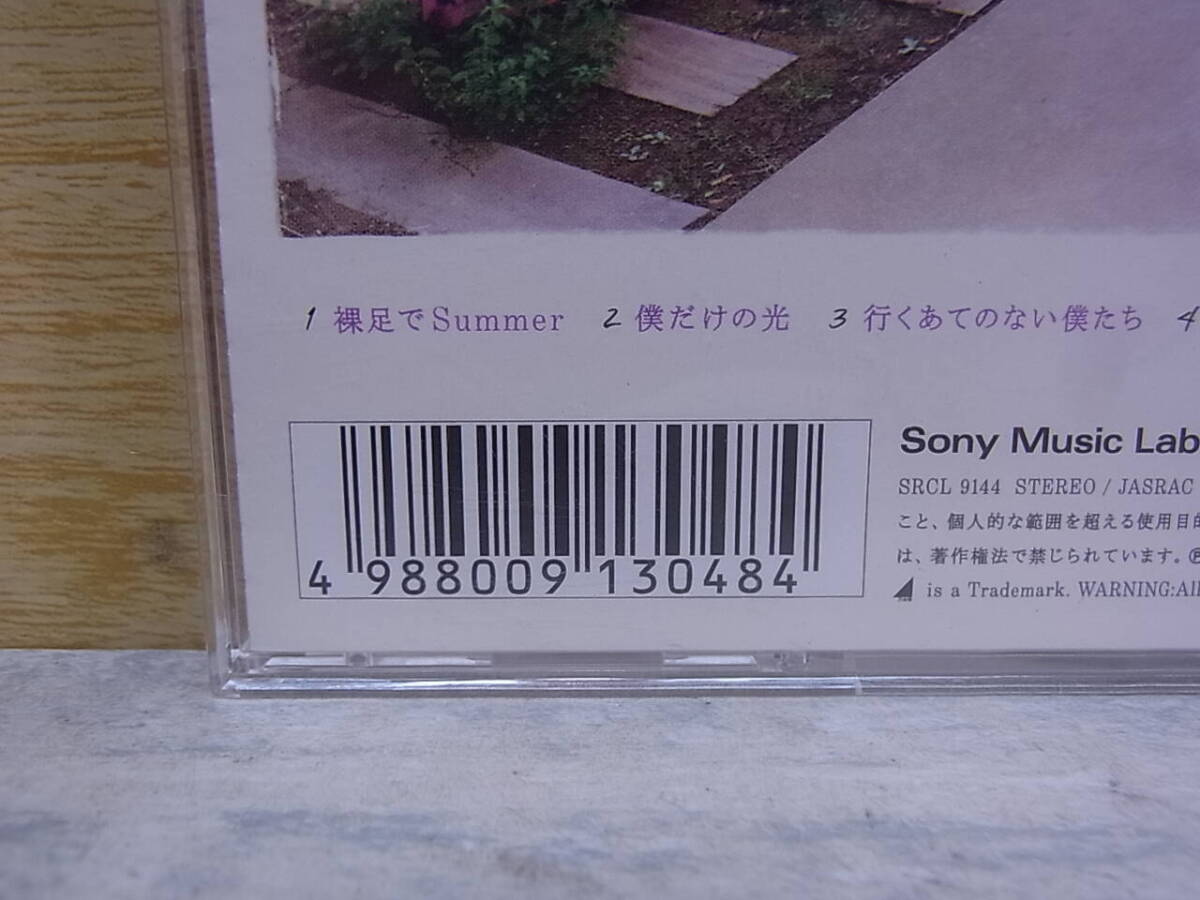 1 裸足でSummer 2 僕だけの光 3 行くあてのない僕たち 4
4 988009 130484
Sony Music Lab
SRCL 9144 STEREO / JASRAC
こと、個人的な範囲を超える使用目的
は、著作権法で禁じられています。Ⓟ
is a Trademark. WARNING:All